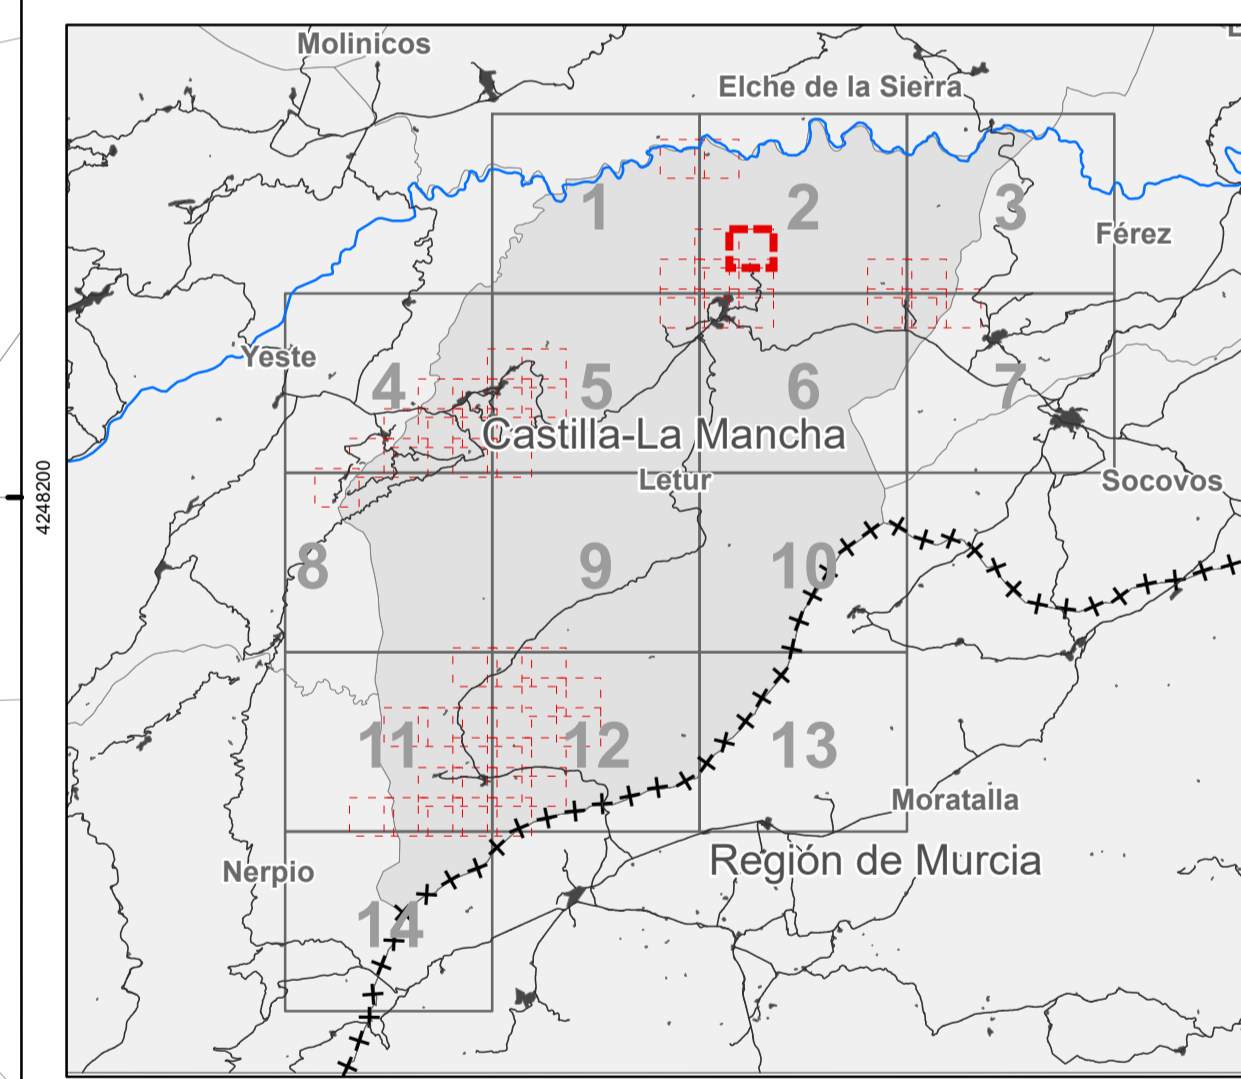 Molinicos
Elche de la Sierra
1
2
3
Férez
Yeste
4
5
6
7
Castilla-La Mancha
Letur
Socovos
4248200
8
9
10
11
12
13
Moratalla
Región de Murcia
Nerpio
14